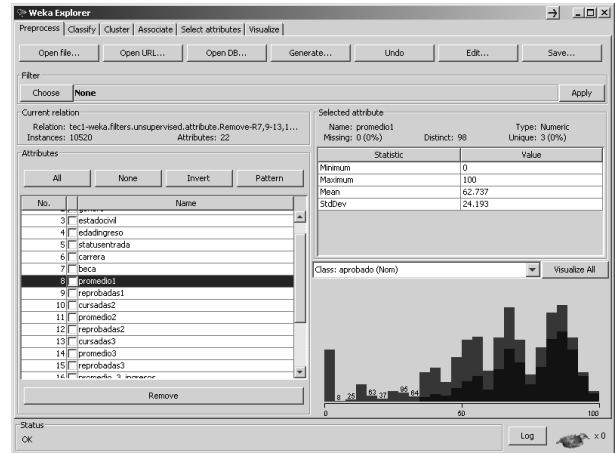 Weka Explorer
Preprocess Classify Cluster Associate Select attributes Visualize
Open file... Open URL... Open DB... Generate... Undo Edit... Save...
Filter
Choose None Apply
Current relation
Relation: tec1-weka.filters.unsupervised.attribute.Remove-R7,9-13,1...
Instances: 10520 Attributes: 22
Attributes
All None Invert Pattern
No. Name
3 estadocivil
4 edadingreso
5 statusentrada
6 carrera
7 beca
8 promedio1
9 reprobadas1
10 cursadas2
11 promedio2
12 reprobadas2
13 cursadas3
14 promedio3
15 reprobadas3
16 promedio_3_ingresos
Remove
Selected attribute
Name: promedio1 Type: Numeric
Missing: 0 (0%) Distinct: 98 Unique: 3 (0%)
Statistic Value
Minimum 0
Maximum 100
Mean 62.737
StdDev 24.193
Class: aprobado (Nom) Visualize All
8 25 63 37 95 84
0 50 100
Status
OK
Log x 0